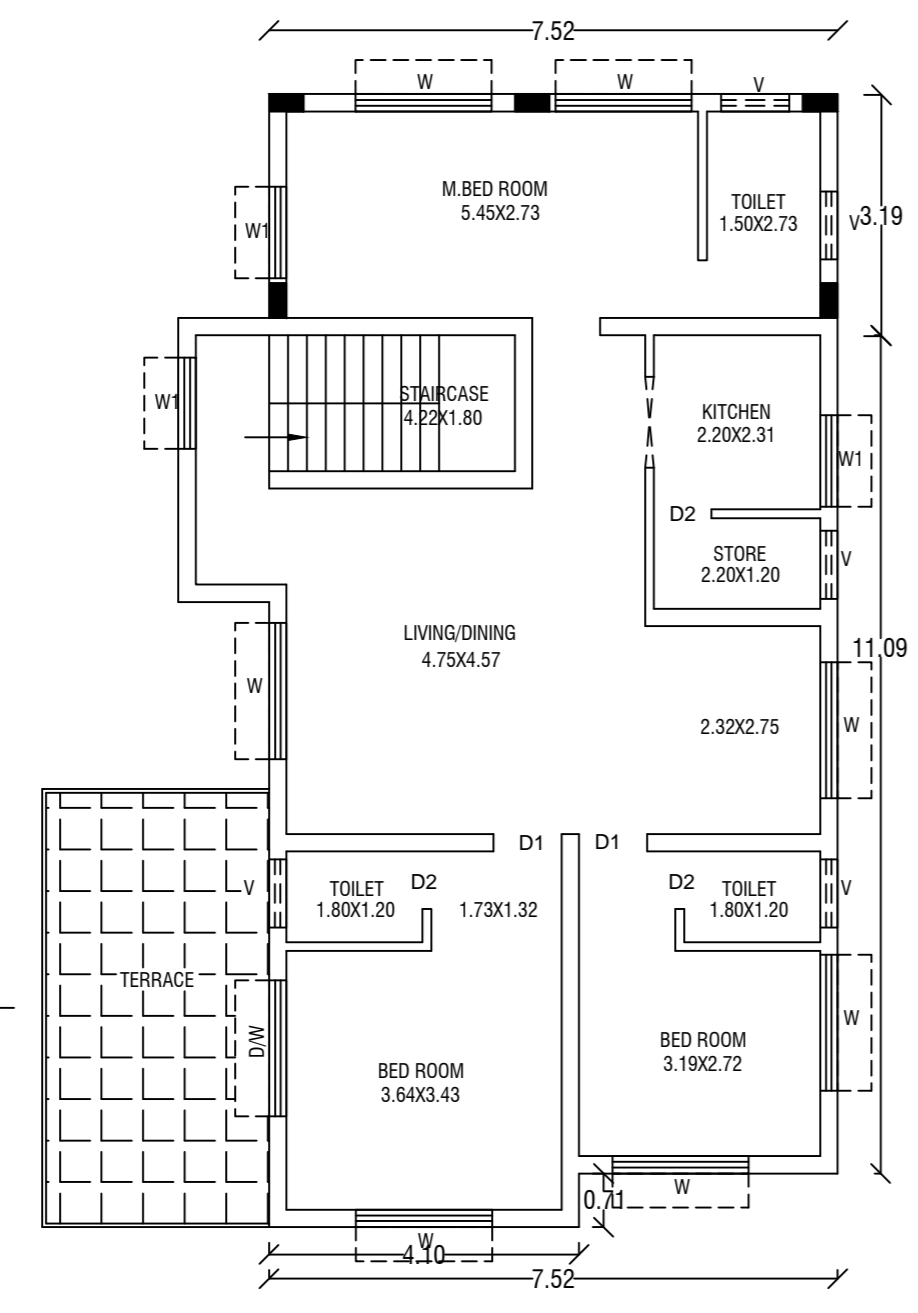 7.52
W
W
V
M.BED ROOM
5.45X2.73
TOILET
1.50X2.73
V
3.19
W1
STAIRCASE
4.22X1.80
W1
KITCHEN
2.20X2.31
W1
D2
STORE
2.20X1.20
V
LIVING/DINING
4.75X4.57
11.09
W
2.32X2.75
W
D1
D1
V
TOILET
1.80X1.20
D2
1.73X1.32
D2
TOILET
1.80X1.20
V
TERRACE
D/W
BED ROOM
3.64X3.43
BED ROOM
3.19X2.72
W
W
0.71
W
4.10
7.52